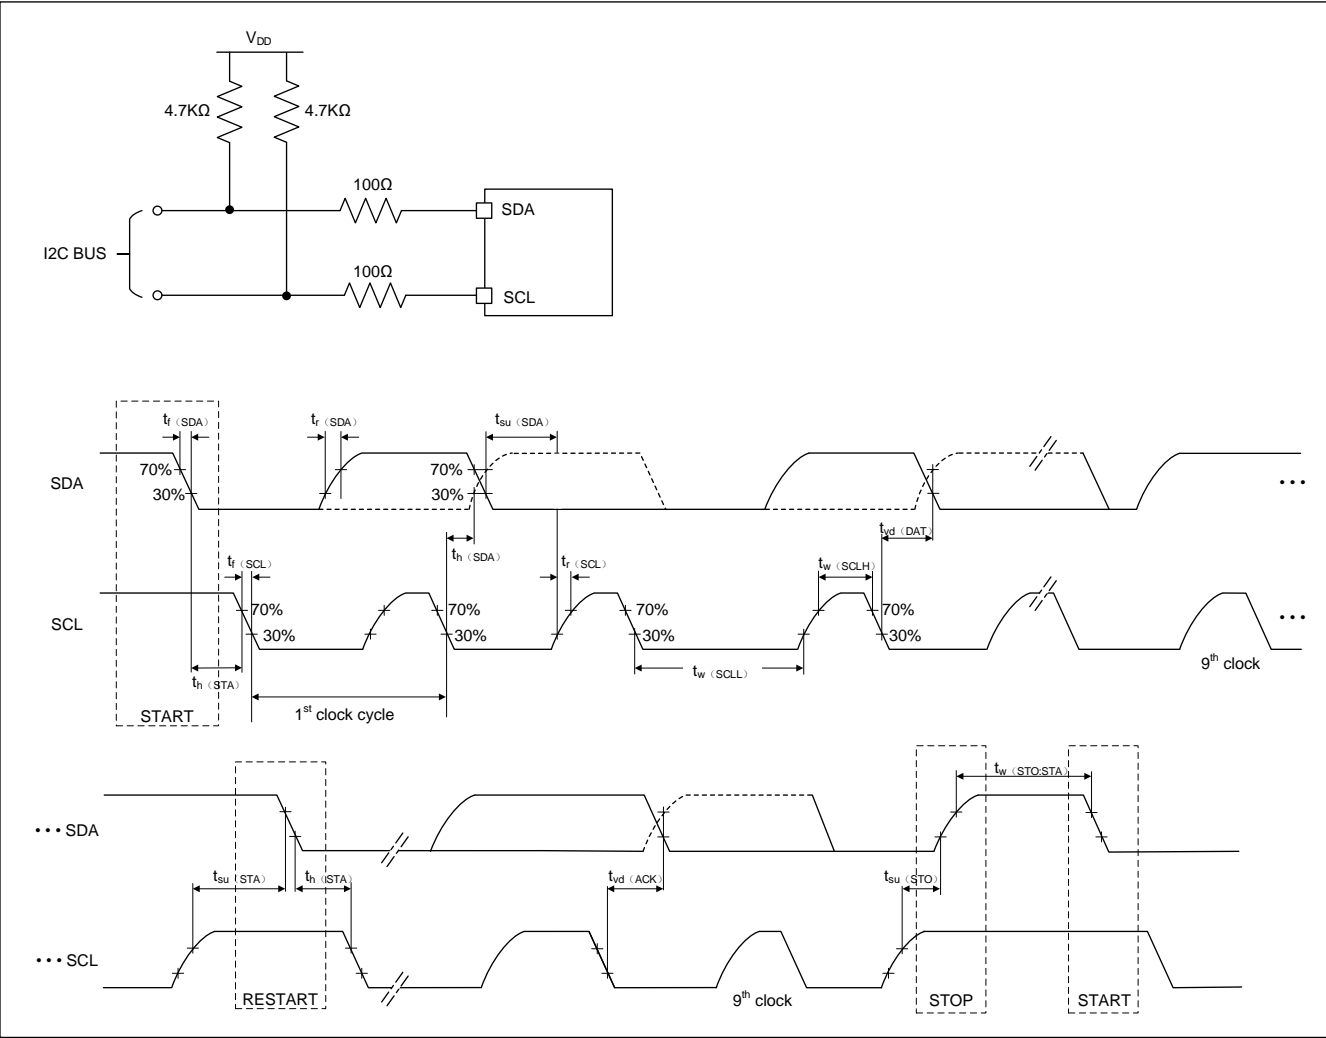 VDD
4.7KΩ 4.7KΩ
100Ω
SDA
I2C BUS
100Ω
SCL
tf（SDA） tr（SDA） tsu（SDA）
70% 70%
SDA
30% 30% •••
tvd（DAT）
th（SDA）
tf（SCL） tr（SCL） tw（SCLH）
70% 70% 70% 70%
SCL •••
30% 30% 30% 30%
9th clock
tw（SCLL）
th（STA）
START 1st clock cycle
tw（STO:STA）
••• SDA
tsu（STA） th（STA） tvd（ACK） tsu（STO）
••• SCL
RESTART 9th clock STOP START